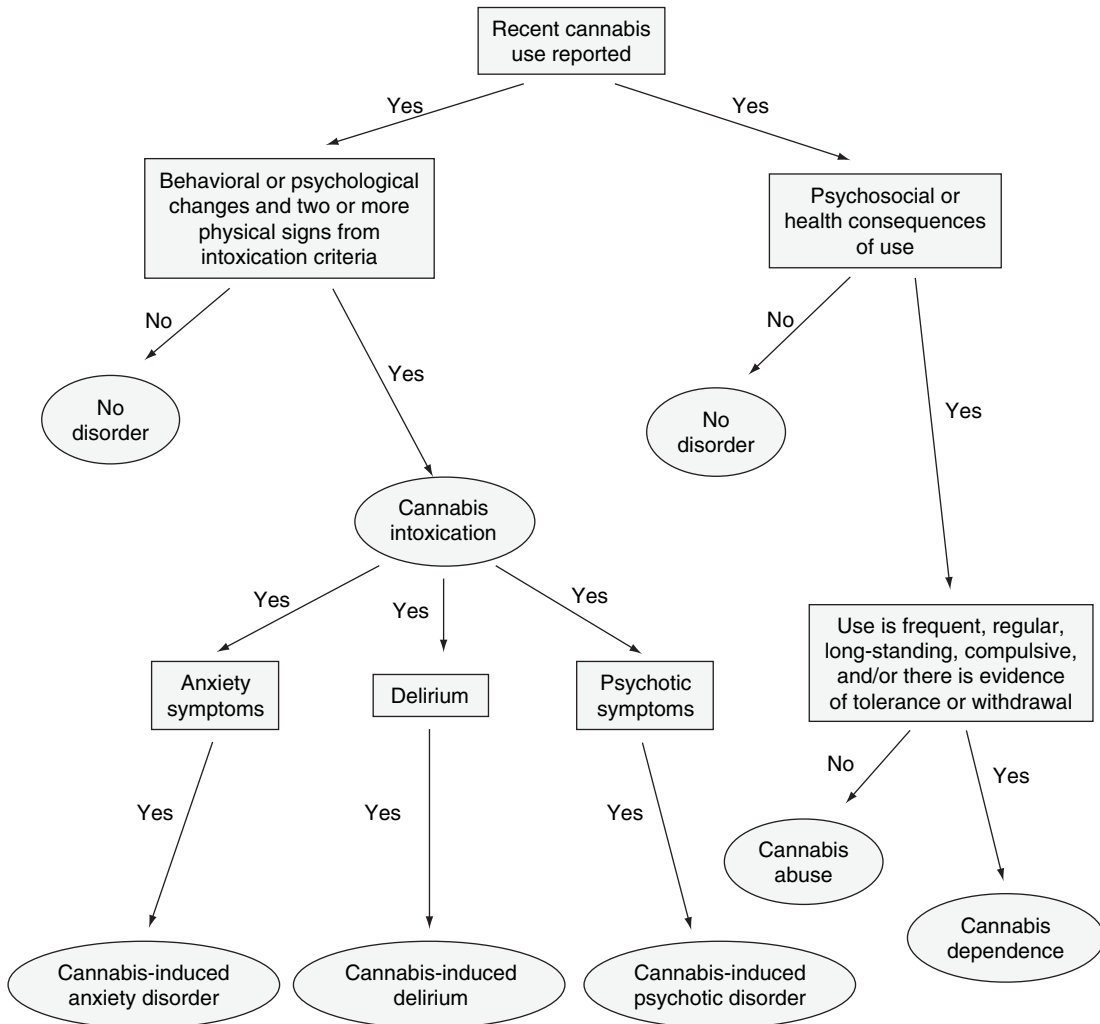 Recent cannabis
use reported
Yes
Yes
Behavioral or psychological
changes and two or more
physical signs from
intoxication criteria
Psychosocial or
health consequences
of use
No
Yes
No
Yes
No
disorder
No
disorder
Cannabis
intoxication
Yes
Yes
Yes
Anxiety
symptoms
Delirium
Psychotic
symptoms
Use is frequent, regular,
long-standing, compulsive,
and/or there is evidence
of tolerance or withdrawal
Yes
Yes
Yes
No
Yes
Cannabis
abuse
Cannabis
dependence
Cannabis-induced
anxiety disorder
Cannabis-induced
delirium
Cannabis-induced
psychotic disorder